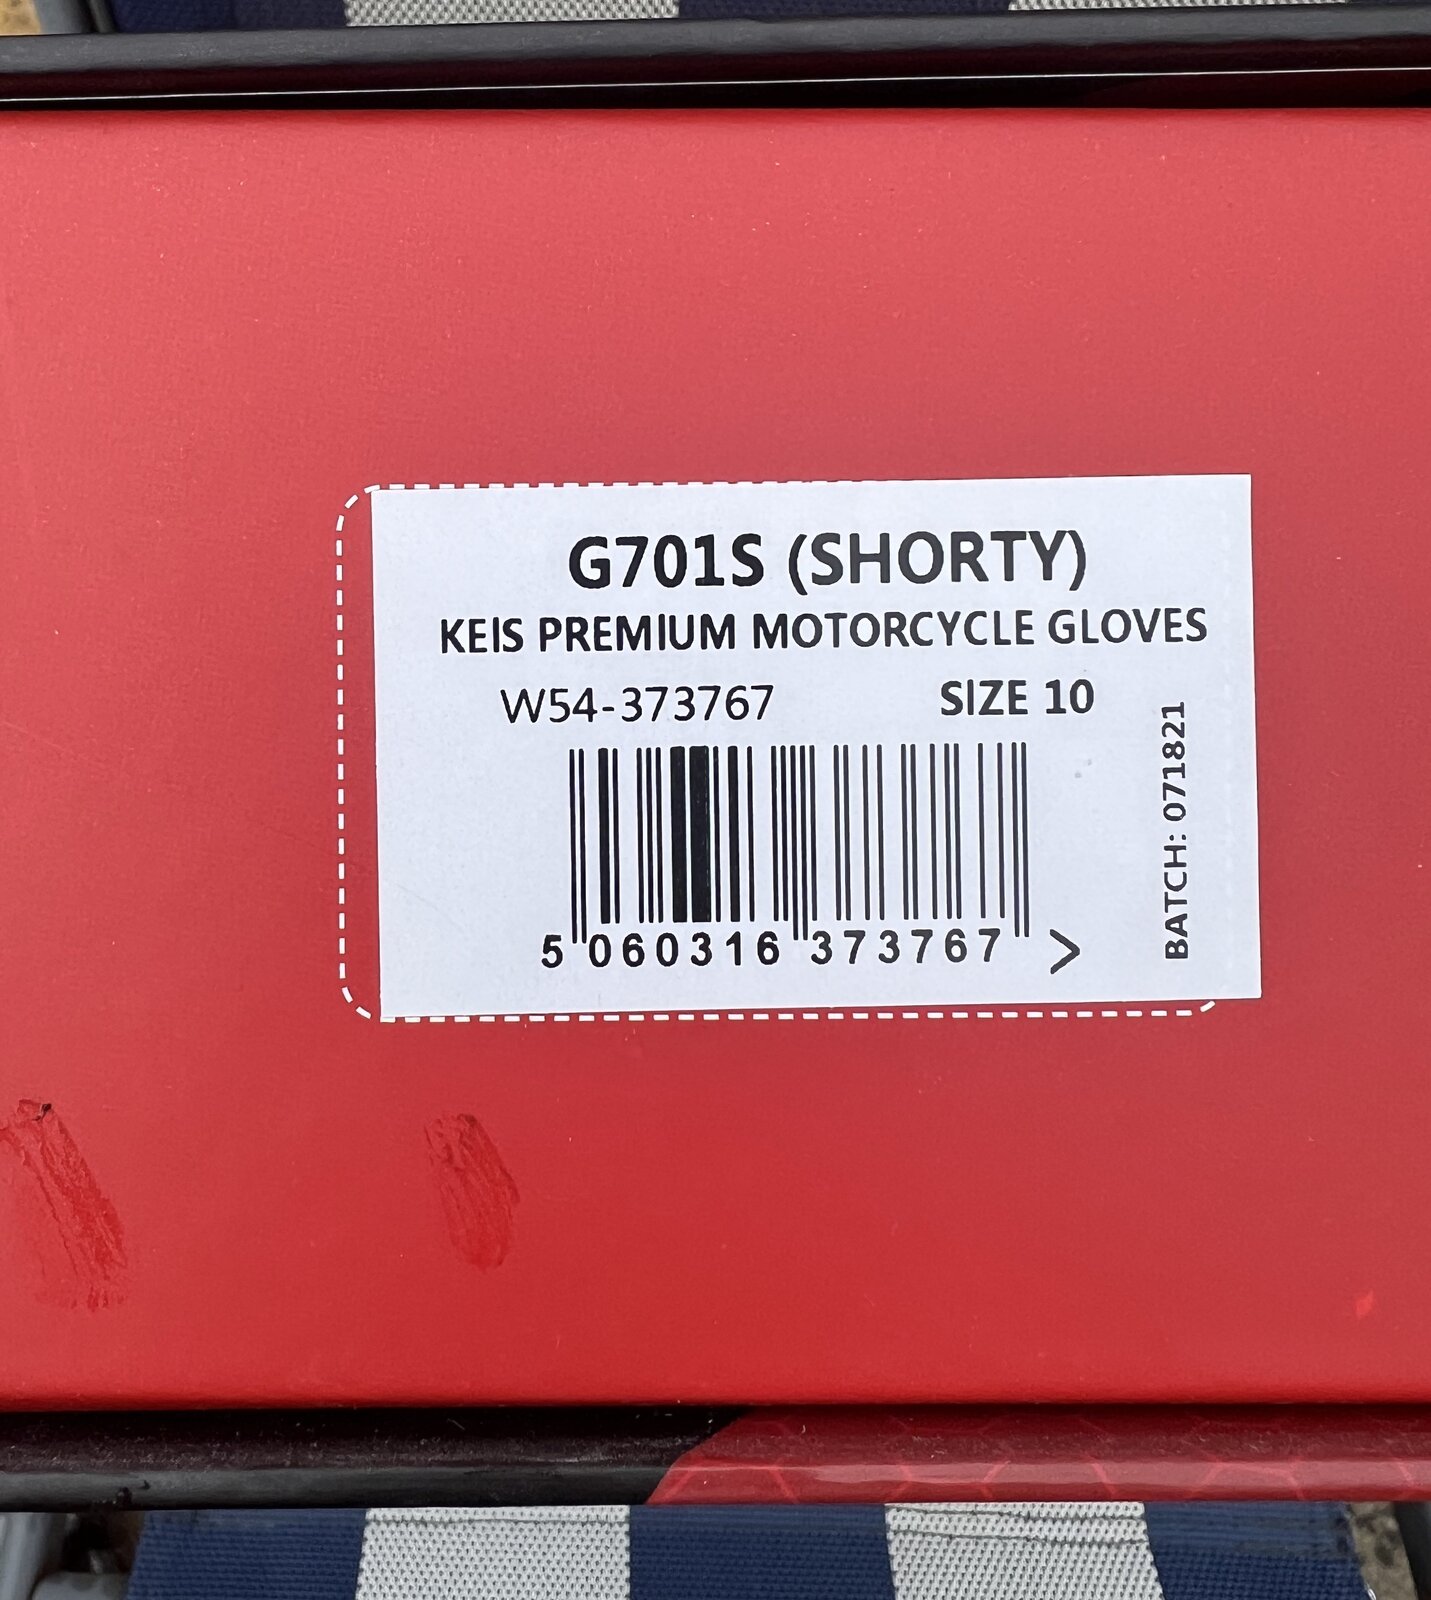 G701S (SHORTY)
KEIS PREMIUM MOTORCYCLE GLOVES
W54-373767 SIZE 10
5 060316 373767 >
BATCH: 071821